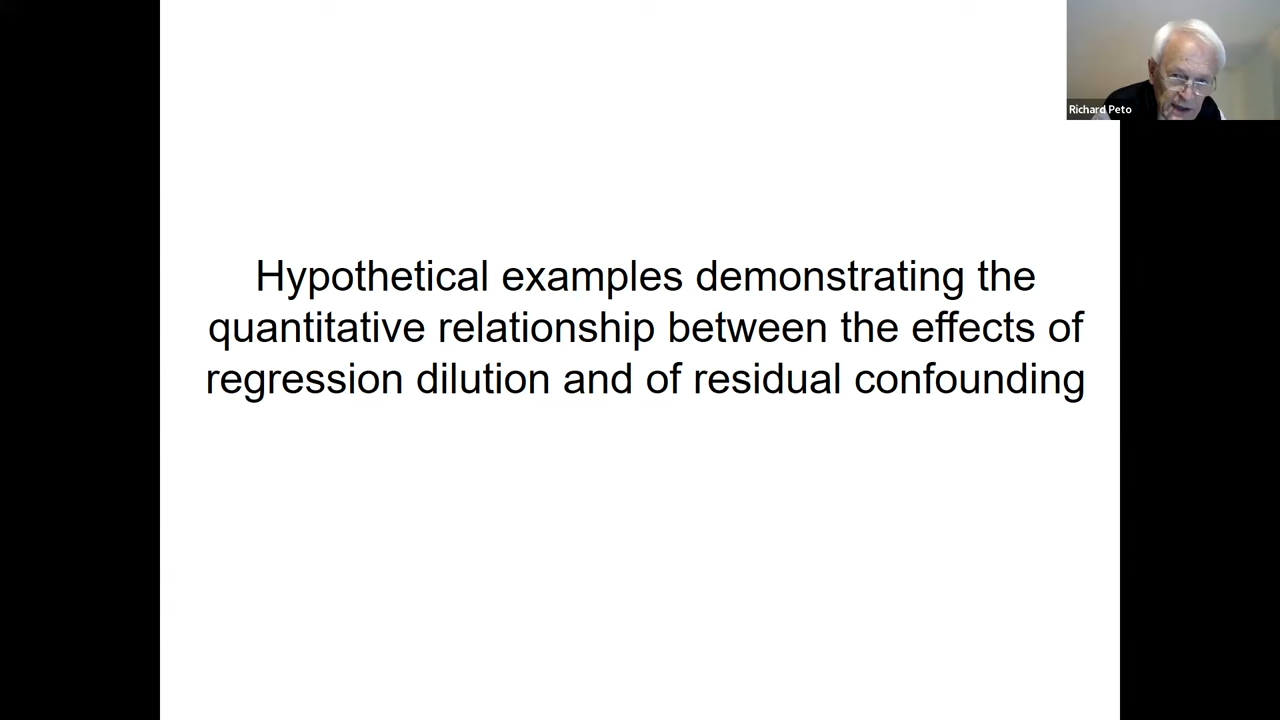 Richard Peto
Hypothetical examples demonstrating the
quantitative relationship between the effects of
regression dilution and of residual confounding